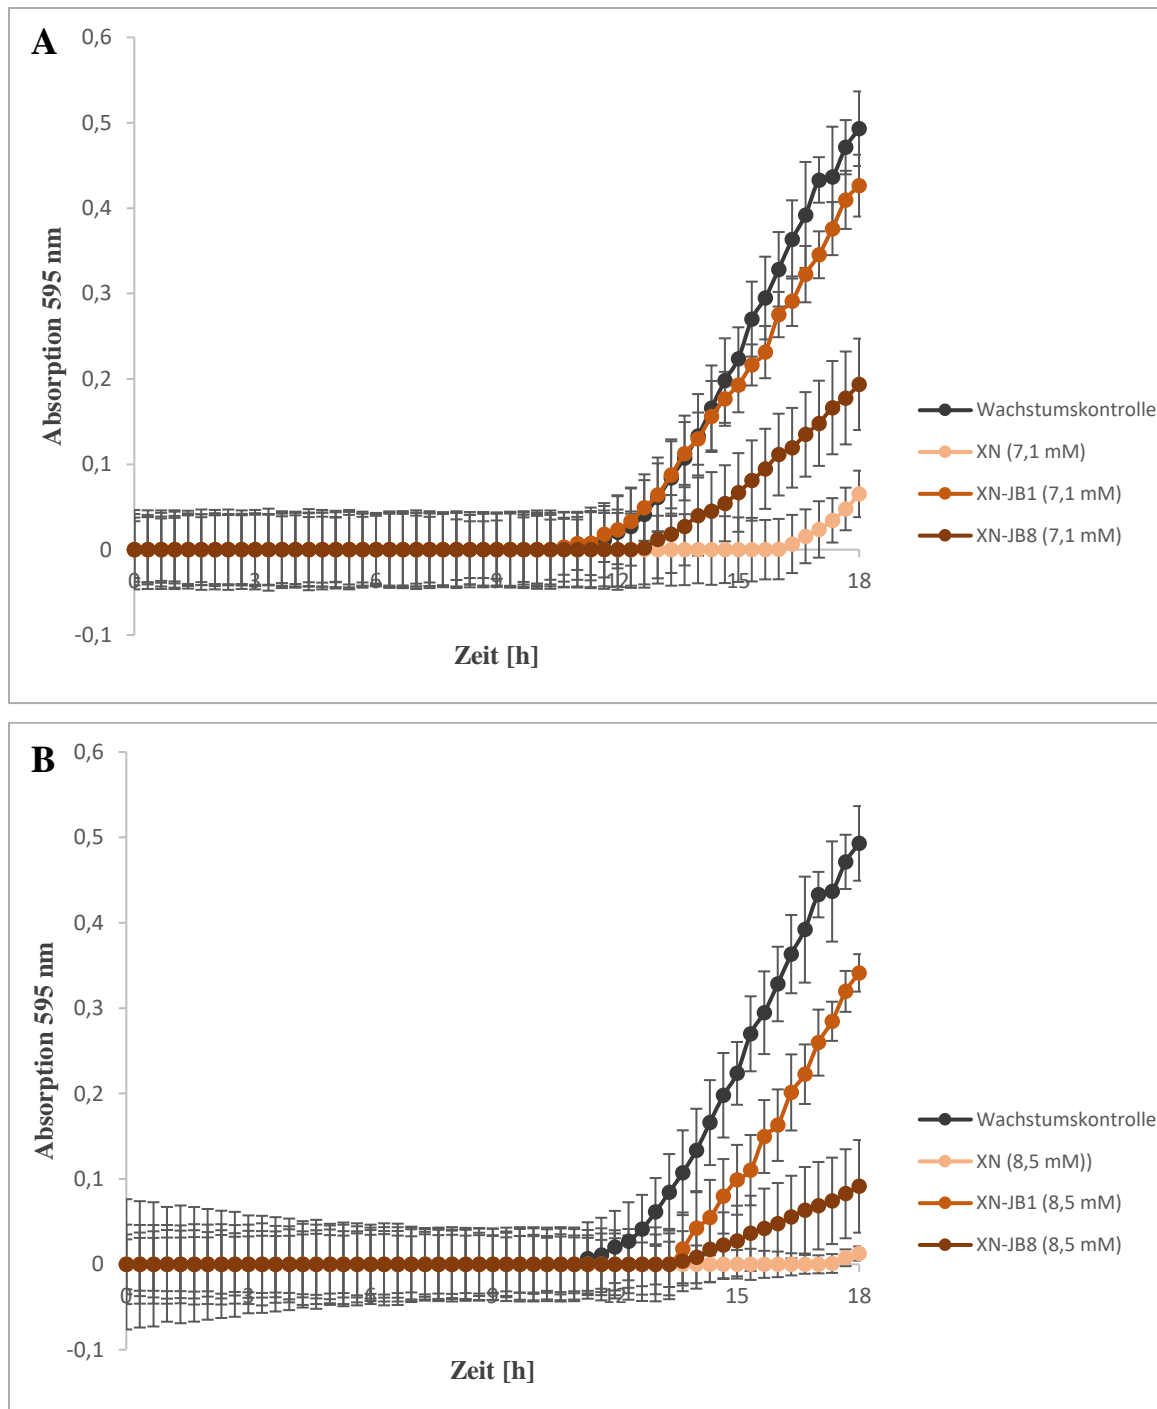 A
0,6
0,5
0,4
0,3
0,2
0,1
0
-0,1
Absorption 595 nm
0 3 6 9 12 15 18
Zeit [h]
Wachstumskontrolle
XN (7,1 mM)
XN-JB1 (7,1 mM)
XN-JB8 (7,1 mM)
B
0,6
0,5
0,4
0,3
0,2
0,1
0
-0,1
Absorption 595 nm
0 3 6 9 12 15 18
Zeit [h]
Wachstumskontrolle
XN (8,5 mM))
XN-JB1 (8,5 mM)
XN-JB8 (8,5 mM)